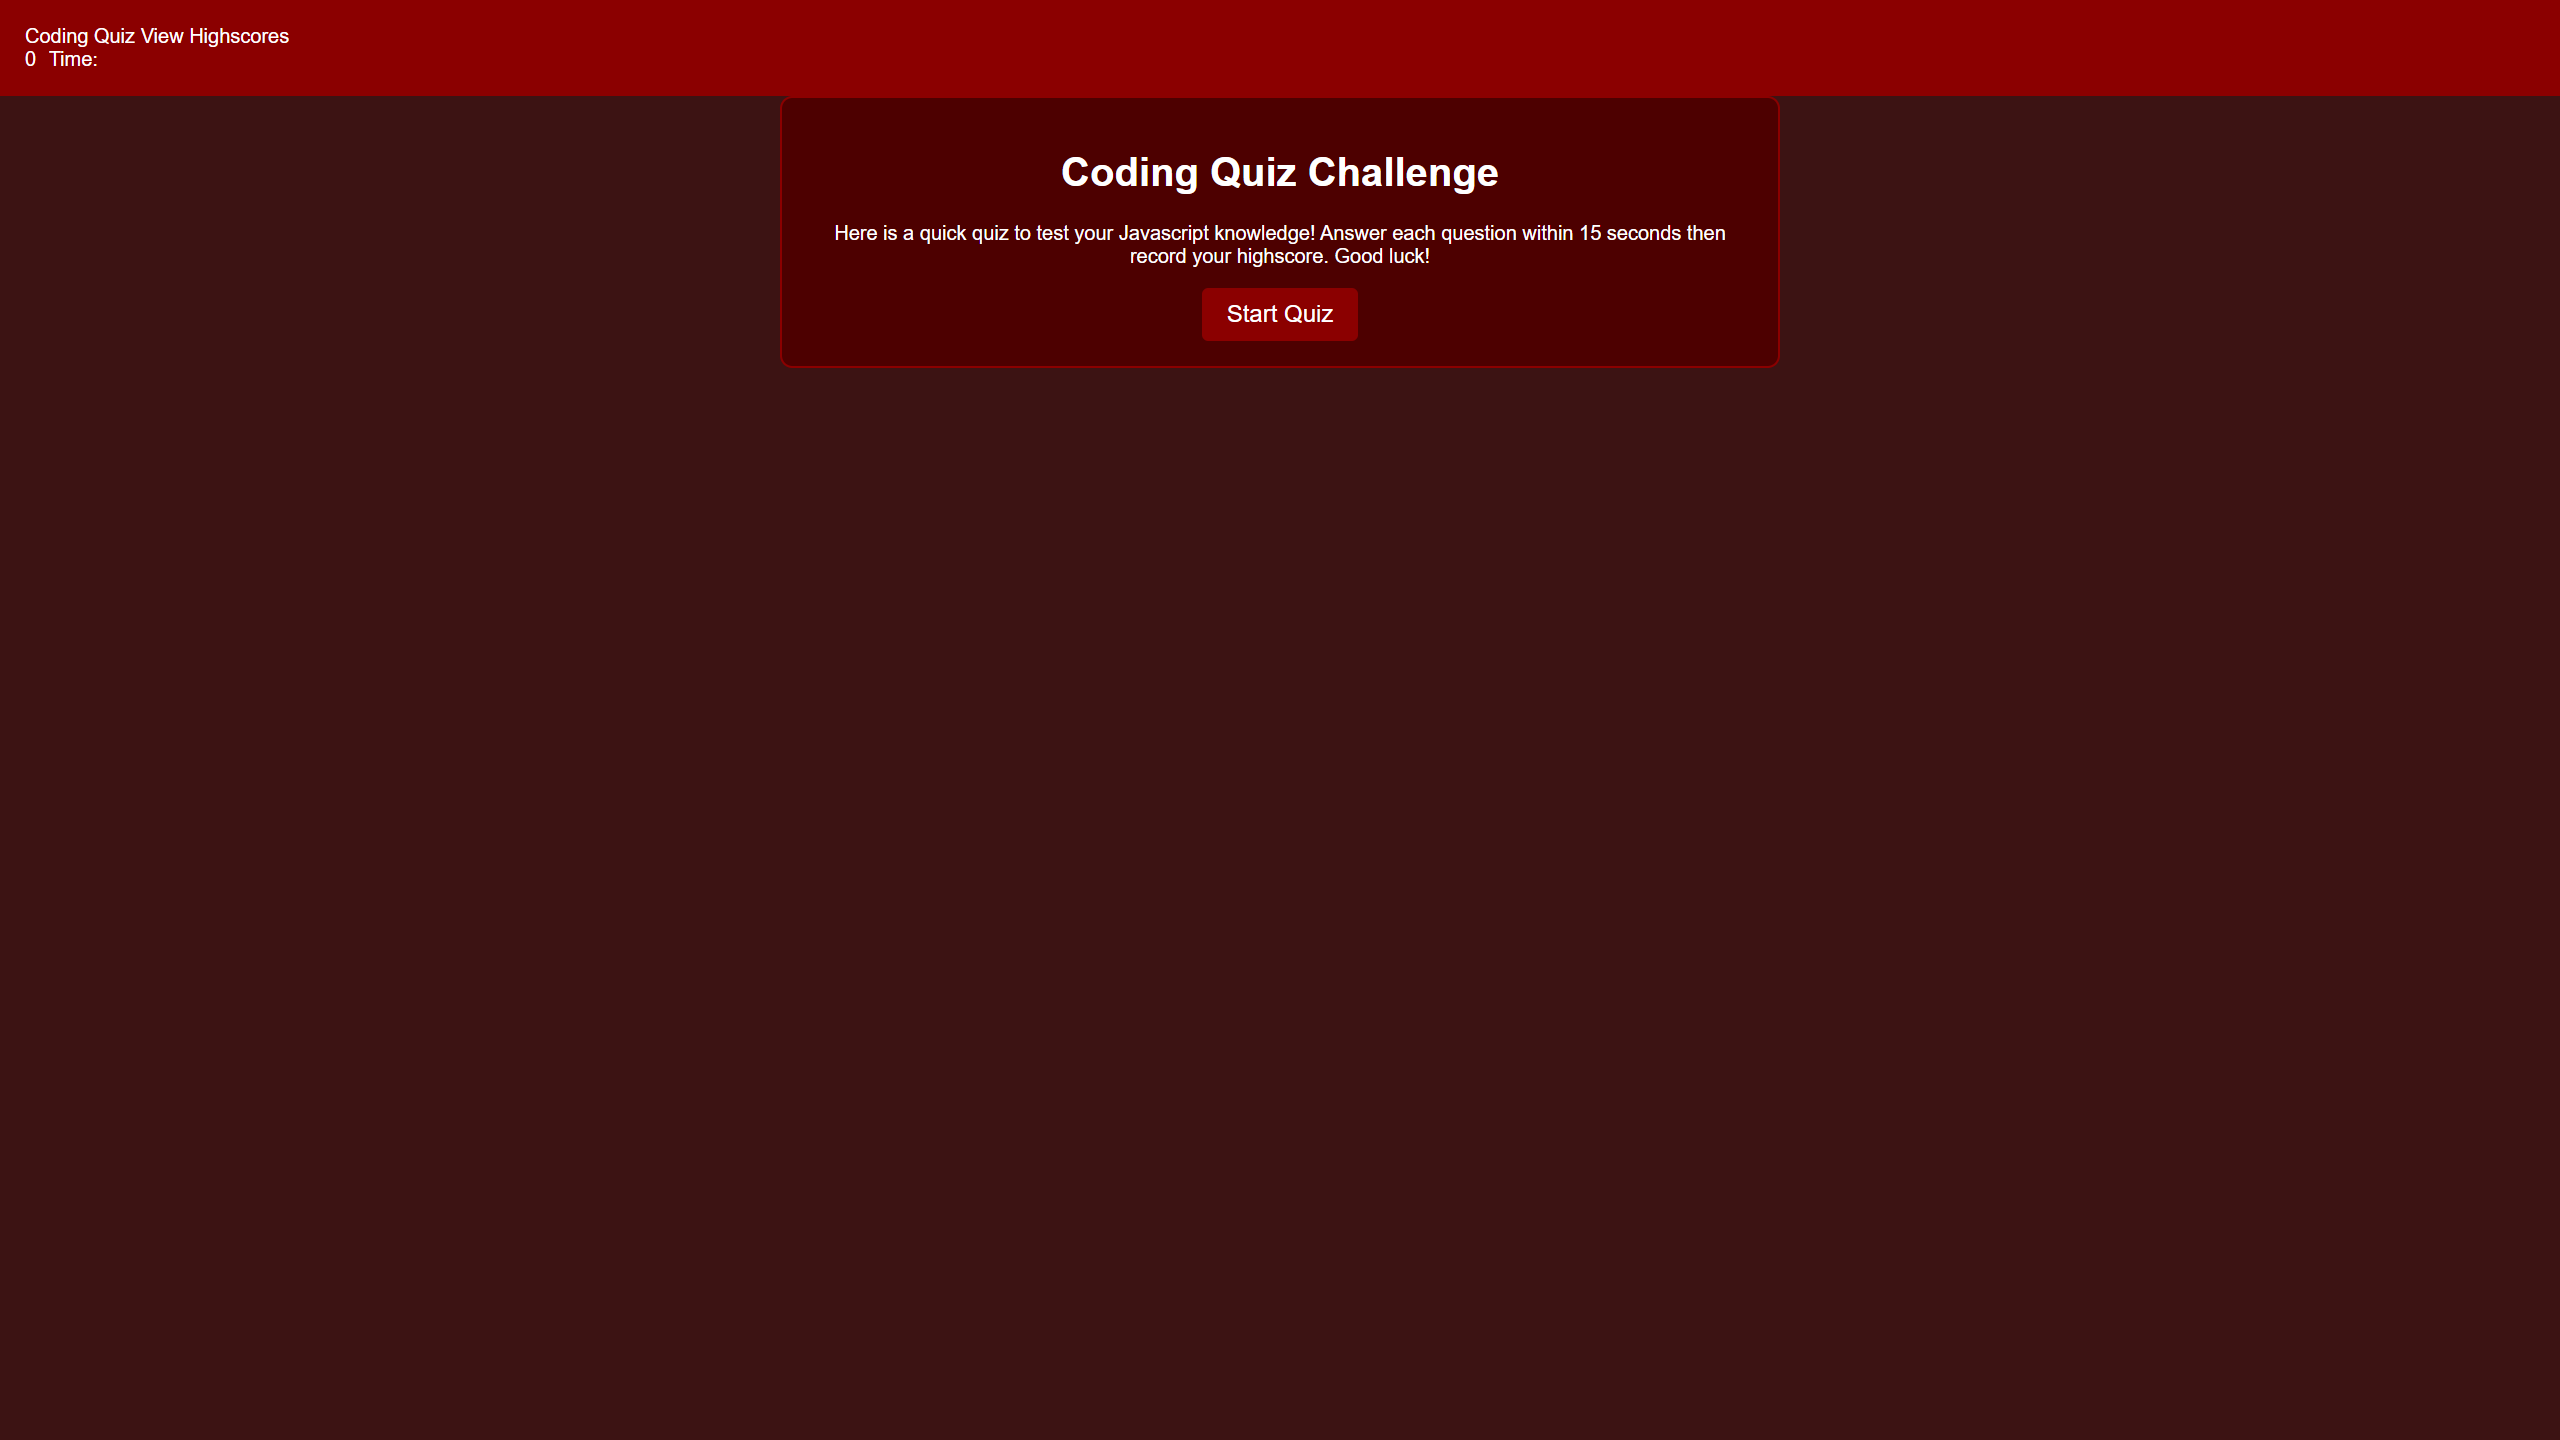 Coding Quiz View Highscores
0 Time:
Coding Quiz Challenge
Here is a quick quiz to test your Javascript knowledge! Answer each question within 15 seconds then
record your highscore. Good luck!
Start Quiz